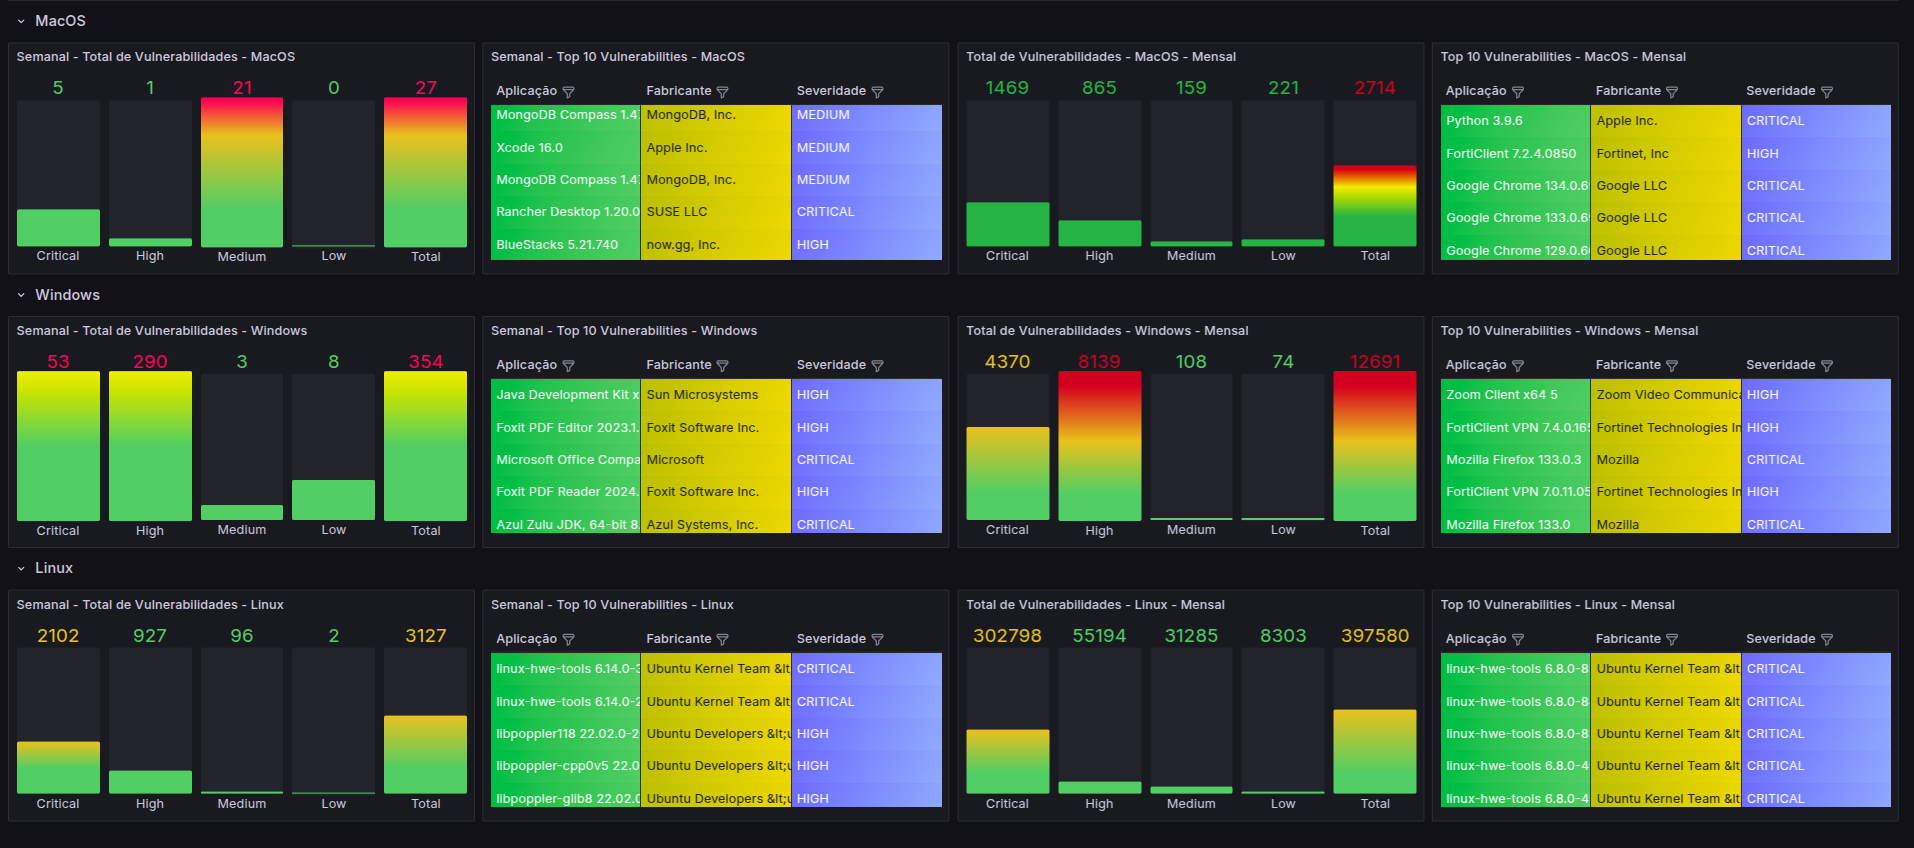 MacOS
Semanal - Total de Vulnerabilidades - MacOS
5 1 21 0 27
Critical High Medium Low Total
Semanal - Top 10 Vulnerabilities - MacOS
Aplicação Fabricante Severidade
MongoDB Compass 1.4 MongoDB, Inc. MEDIUM
Xcode 16.0 Apple Inc. MEDIUM
MongoDB Compass 1.4 MongoDB, Inc. MEDIUM
Rancher Desktop 1.20.0 SUSE LLC CRITICAL
BlueStacks 5.21.740 now.gg, Inc. HIGH
Total de Vulnerabilidades - MacOS - Mensal
1469 865 159 221 2714
Critical High Medium Low Total
Top 10 Vulnerabilities - MacOS - Mensal
Aplicação Fabricante Severidade
Python 3.9.6 Apple Inc. CRITICAL
FortiClient 7.2.4.0850 Fortinet, Inc HIGH
Google Chrome 134.0.6 Google LLC CRITICAL
Google Chrome 133.0.6 Google LLC CRITICAL
Google Chrome 129.0.6 Google LLC CRITICAL
Windows
Semanal - Total de Vulnerabilidades - Windows
53 290 3 8 354
Critical High Medium Low Total
Semanal - Top 10 Vulnerabilities - Windows
Aplicação Fabricante Severidade
Java Development Kit x Sun Microsystems HIGH
Foxit PDF Editor 2023.1. Foxit Software Inc. HIGH
Microsoft Office Compa Microsoft CRITICAL
Foxit PDF Reader 2024. Foxit Software Inc. HIGH
Azul Zulu JDK, 64-bit 8. Azul Systems, Inc. CRITICAL
Total de Vulnerabilidades - Windows - Mensal
4370 8139 108 74 12691
Critical High Medium Low Total
Top 10 Vulnerabilities - Windows - Mensal
Aplicação Fabricante Severidade
Zoom Client x64 5 Zoom Video Communica HIGH
FortiClient VPN 7.4.0.165 Fortinet Technologies In HIGH
Mozilla Firefox 133.0.3 Mozilla CRITICAL
FortiClient VPN 7.0.11.05 Fortinet Technologies In HIGH
Mozilla Firefox 133.0 Mozilla CRITICAL
Linux
Semanal - Total de Vulnerabilidades - Linux
2102 927 96 2 3127
Critical High Medium Low Total
Semanal - Top 10 Vulnerabilities - Linux
Aplicação Fabricante Severidade
linux-hwe-tools 6.14.0-3 Ubuntu Kernel Team &lt CRITICAL
linux-hwe-tools 6.14.0-2 Ubuntu Kernel Team &lt CRITICAL
libpoppler118 22.02.0-2 Ubuntu Developers &lt;u HIGH
libpoppler-cpp0v5 22.0 Ubuntu Developers &lt;u HIGH
libpoppler-glib8 22.02.0 Ubuntu Developers &lt;u HIGH
Total de Vulnerabilidades - Linux - Mensal
302798 55194 31285 8303 397580
Critical High Medium Low Total
Top 10 Vulnerabilities - Linux - Mensal
Aplicação Fabricante Severidade
linux-hwe-tools 6.8.0-8 Ubuntu Kernel Team &lt CRITICAL
linux-hwe-tools 6.8.0-8 Ubuntu Kernel Team &lt CRITICAL
linux-hwe-tools 6.8.0-8 Ubuntu Kernel Team &lt CRITICAL
linux-hwe-tools 6.8.0-4 Ubuntu Kernel Team &lt CRITICAL
linux-hwe-tools 6.8.0-4 Ubuntu Kernel Team &lt CRITICAL